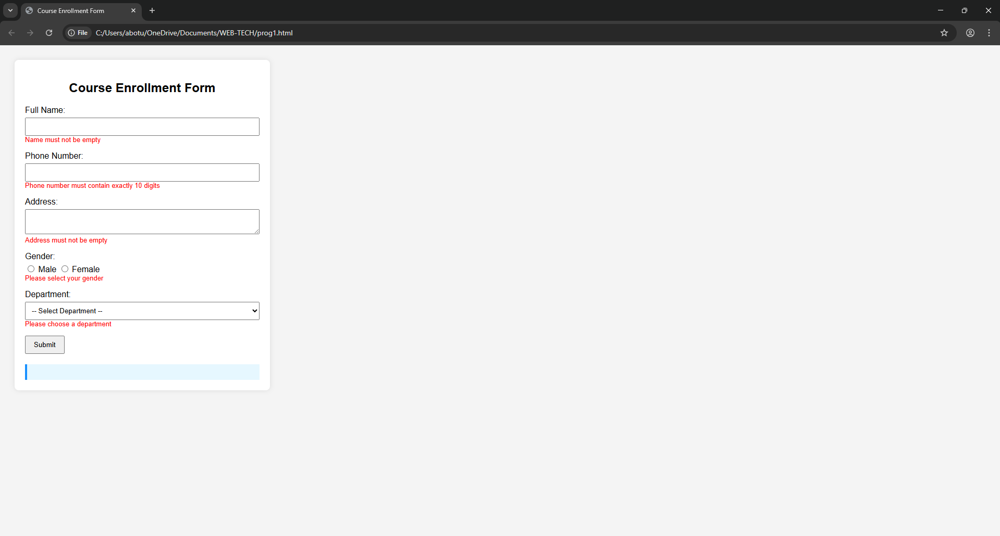 Course Enrollment Form
File C:/Users/abotu/OneDrive/Documents/WEB-TECH/prog1.html
Course Enrollment Form
Full Name:
Name must not be empty
Phone Number:
Phone number must contain exactly 10 digits
Address:
Address must not be empty
Gender:
Male Female
Please select your gender
Department:
-- Select Department --
Please choose a department
Submit